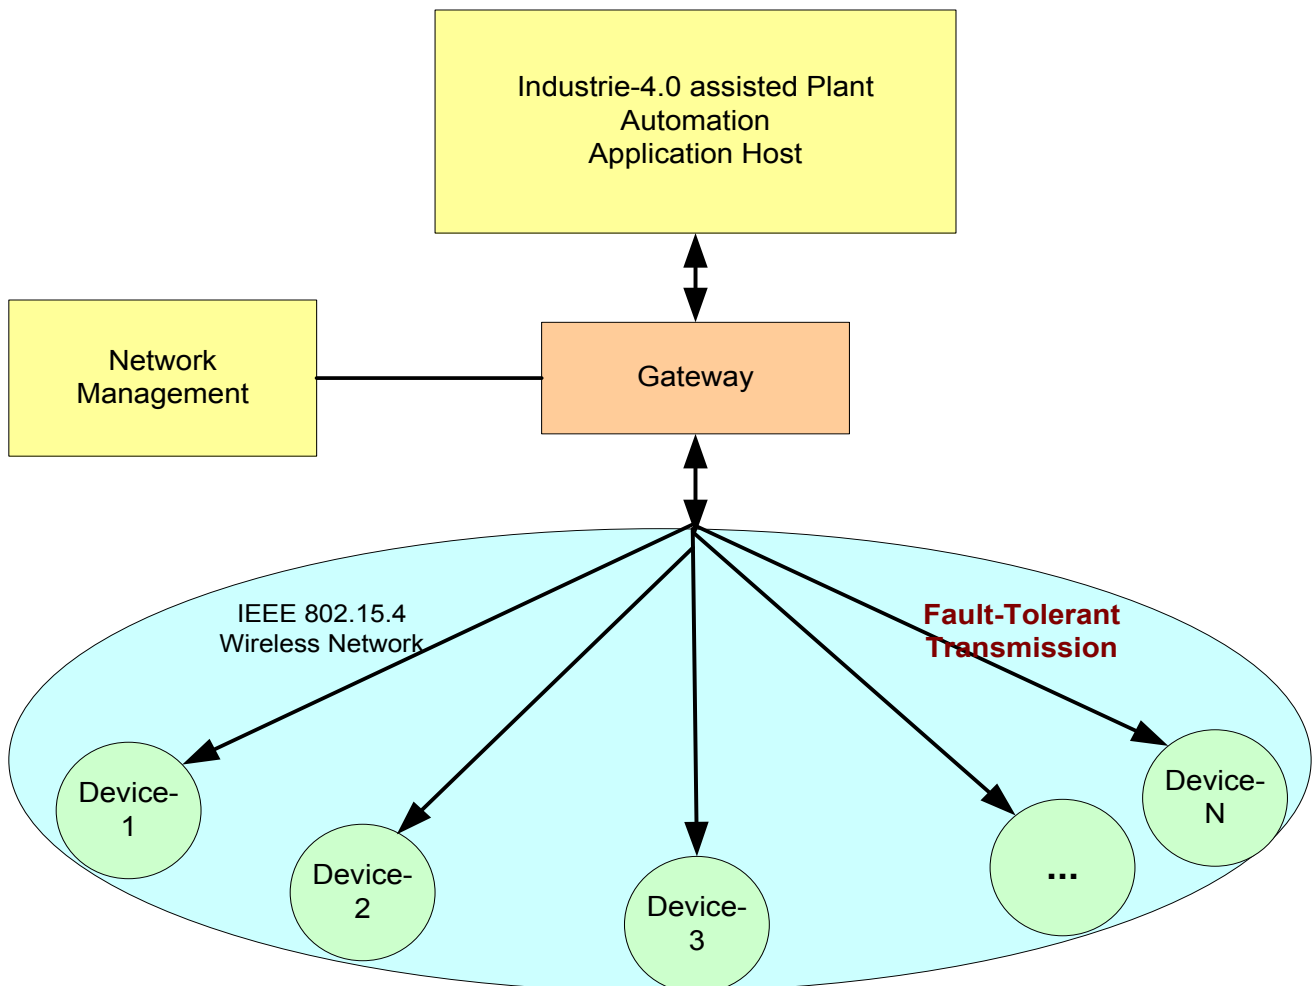 Industrie-4.0 assisted Plant
Automation
Application Host
Network
Management
Gateway
IEEE 802.15.4
Wireless Network
Fault-Tolerant
Transmission
Device-
1
Device-
2
Device-
3
...
Device-
N